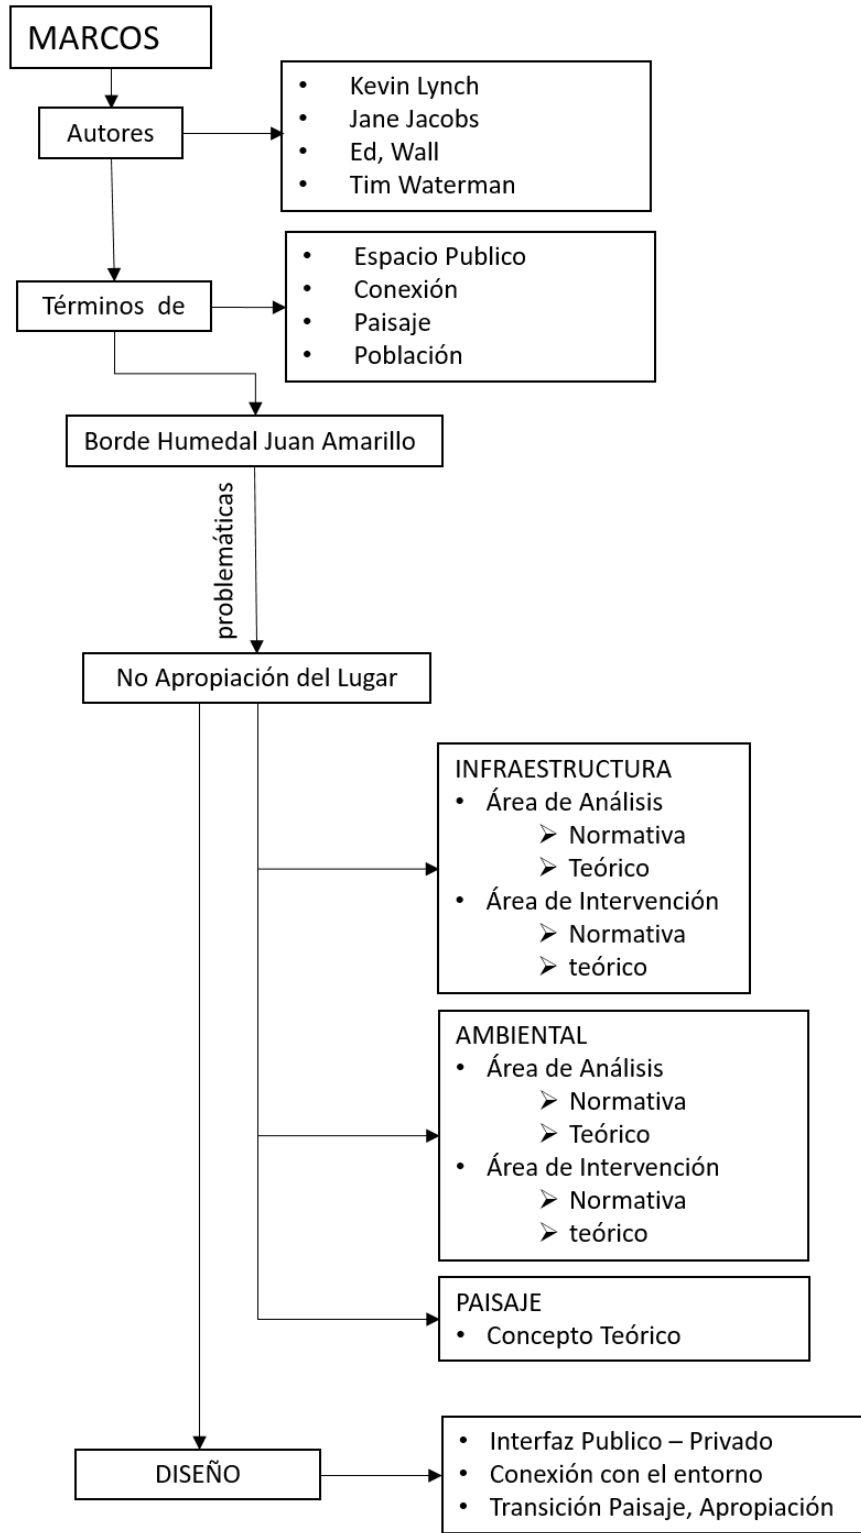 MARCOS
Autores
• Kevin Lynch
• Jane Jacobs
• Ed, Wall
• Tim Waterman
Términos de
• Espacio Publico
• Conexión
• Paisaje
• Población
Borde Humedal Juan Amarillo
problemáticas
No Apropiación del Lugar
INFRAESTRUCTURA
• Área de Análisis
➢ Normativa
➢ Teórico
• Área de Intervención
➢ Normativa
➢ teórico
AMBIENTAL
• Área de Análisis
➢ Normativa
➢ Teórico
• Área de Intervención
➢ Normativa
➢ teórico
PAISAJE
• Concepto Teórico
DISEÑO
• Interfaz Publico – Privado
• Conexión con el entorno
• Transición Paisaje, Apropiación